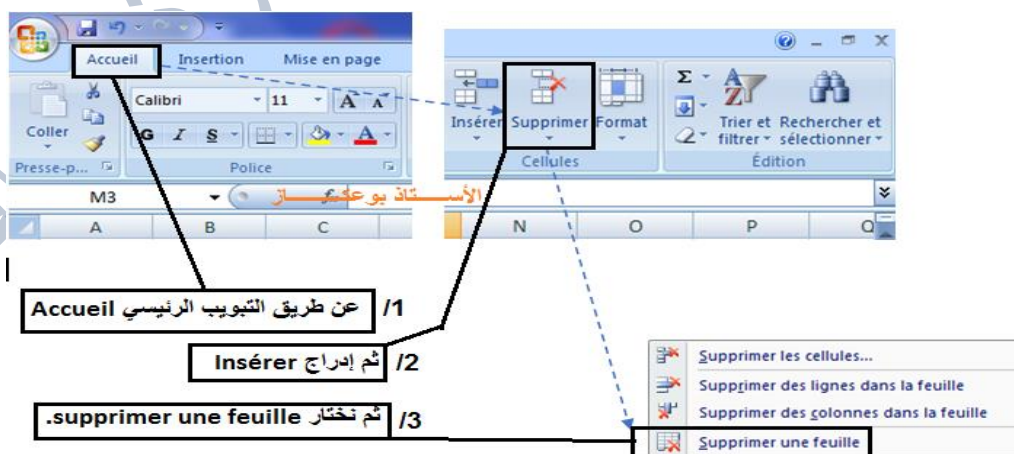 Accueil Insertion Mise en page
Calibri 11 A A
Coller
G I S A
Presse-p... Police
M3
A B C
Σ
Insérer Supprimer Format
Trier et filtrer
Rechercher et sélectionner
Cellules Édition
الأســــتاذ بوعكــــــاز
N O P Q
1/ عن طريق التبويب الرئيسي Accueil
2/ ثم إدراج Insérer
3/ ثم نختار supprimer une feuille.
Supprimer les cellules...
Supprimer des lignes dans la feuille
Supprimer des colonnes dans la feuille
Supprimer une feuille